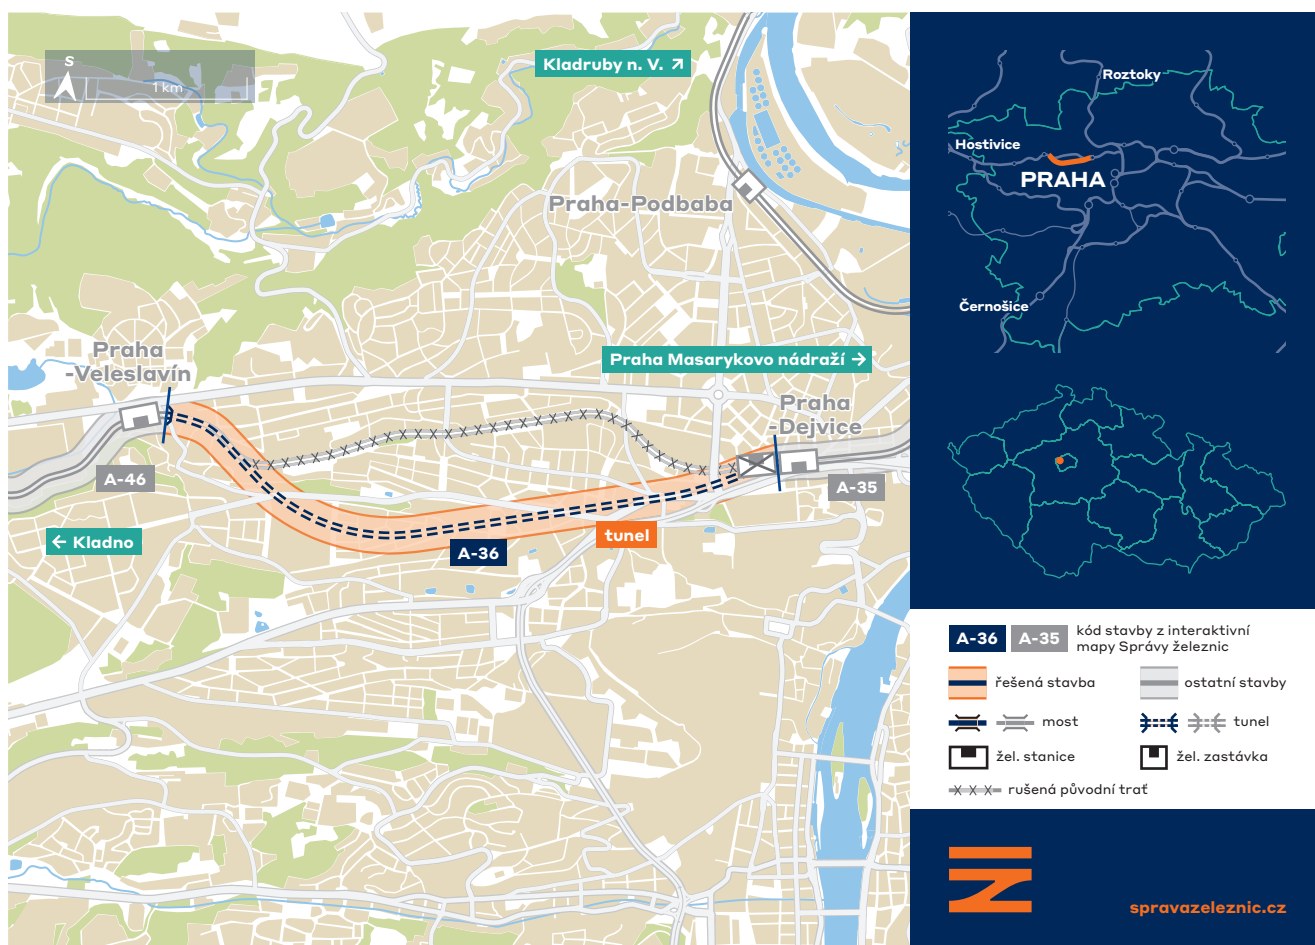 S
1 km
Kladruby n. V. ↗
Praha-Podbaba
Praha
-Veleslavín
Praha Masarykovo nádraží →
Praha
-Dejvice
A-46
A-35
← Kladno
A-36
tunel
Roztoky
Hostivice
PRAHA
Černošice
A-36 A-35 kód stavby z interaktivní
mapy Správy železnic
řešená stavba
ostatní stavby
most
tunel
žel. stanice
žel. zastávka
rušená původní trať
spravazeleznic.cz